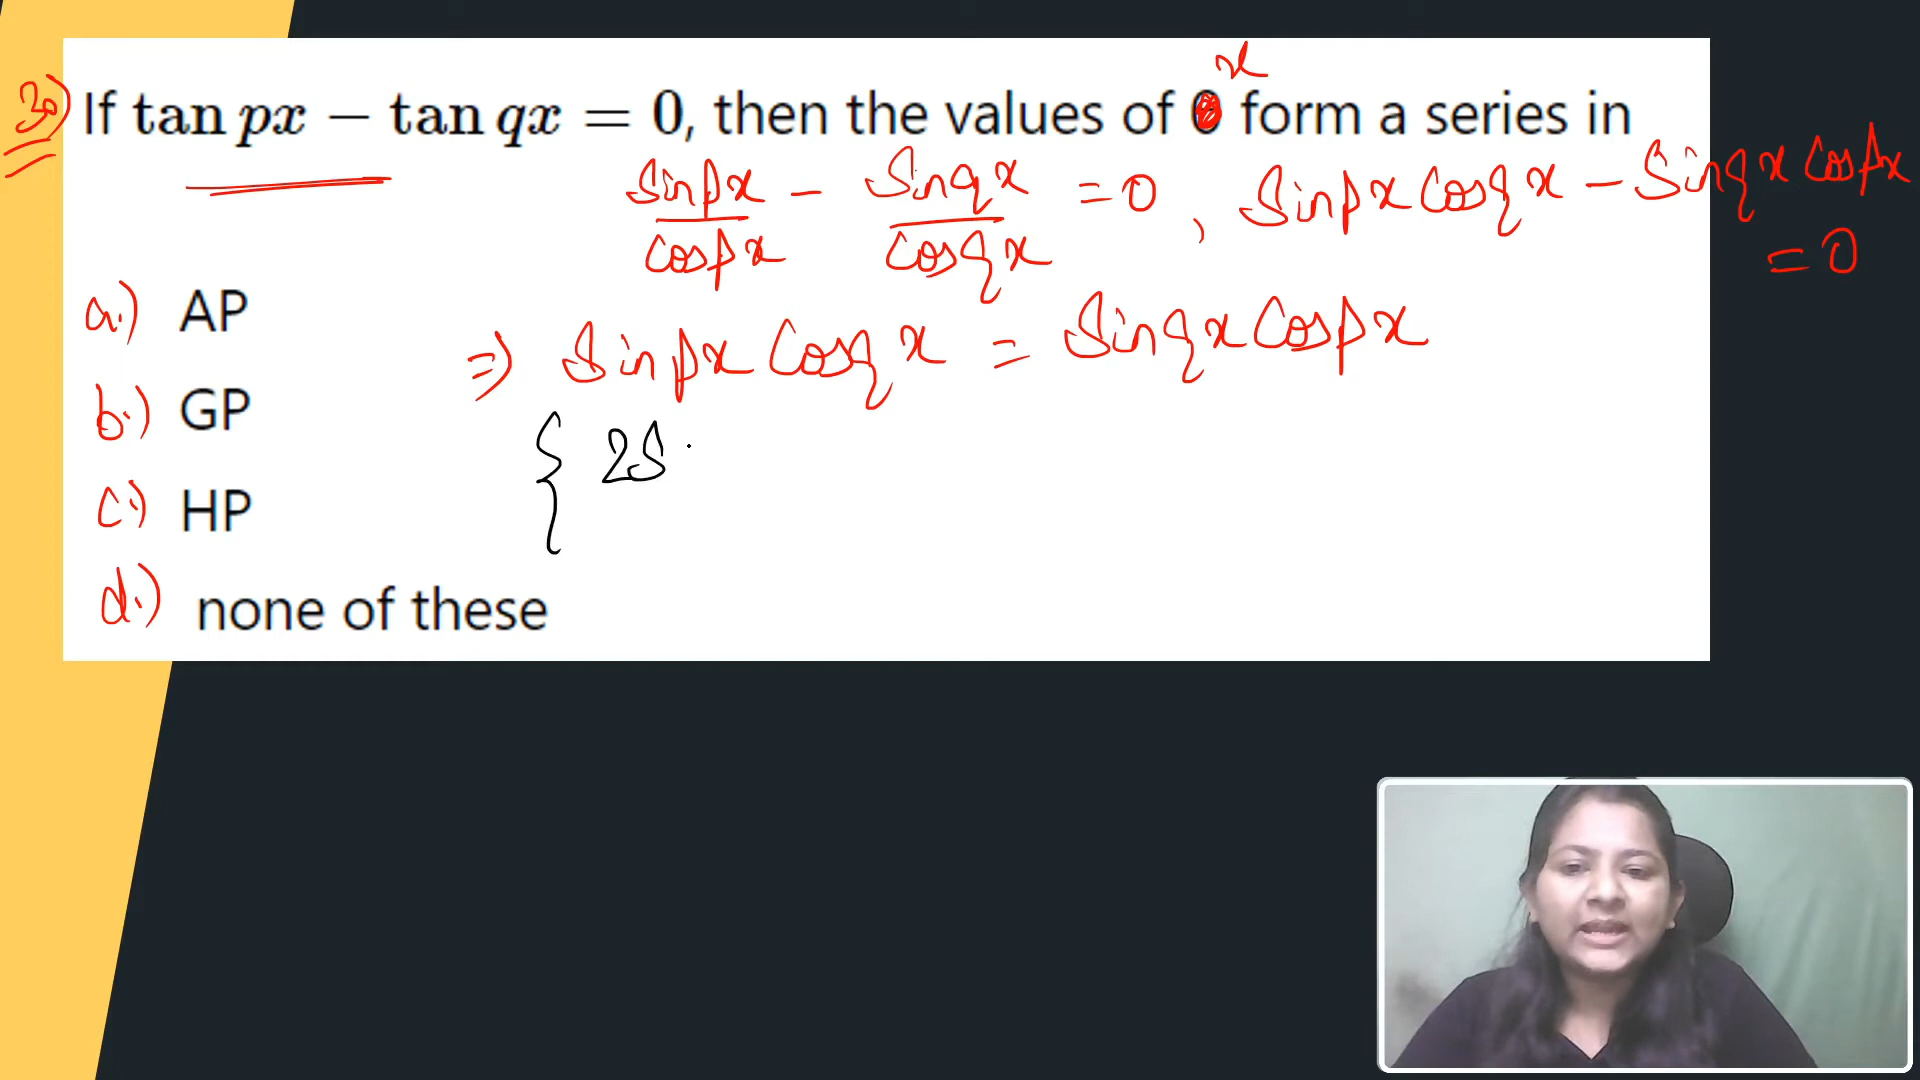 30) If tan px − tan qx = 0, then the values of θ form a series in
x
Sinpx/Cospx − Sinqx/Cosqx = 0 , Sinpx Cosqx − Sinqx Cospx
= 0
a.) AP
⇒ Sinpx Cosqx = Sinqx Cospx
b.) GP
{ 2S
c.) HP
d.) none of these